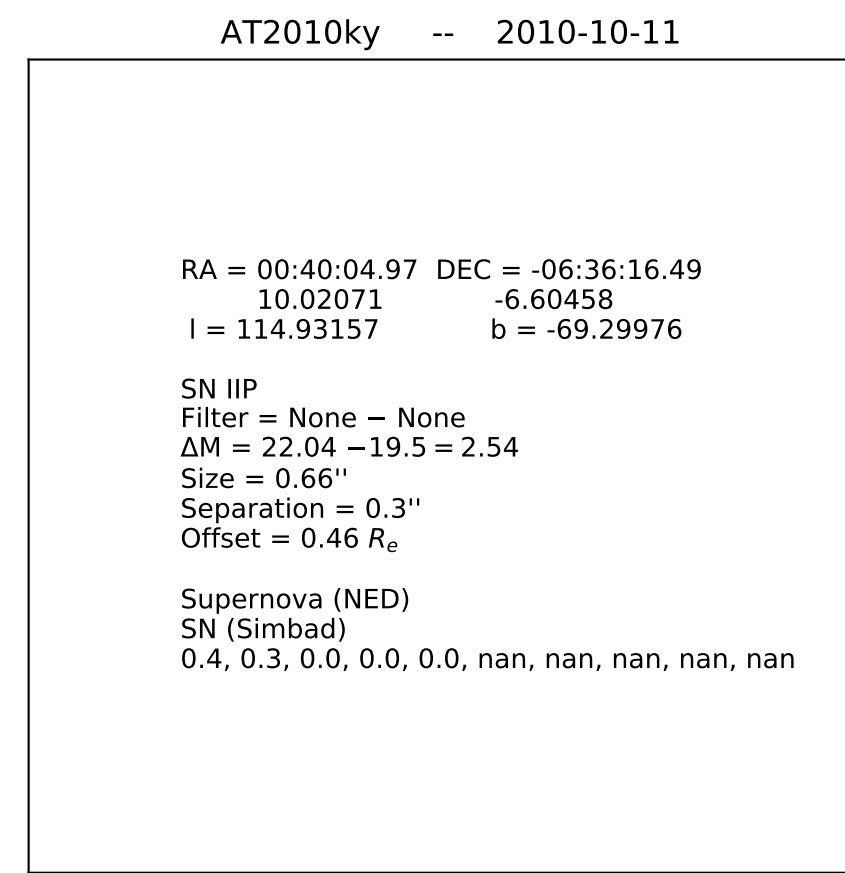 AT2010ky -- 2010-10-11
RA = 00:40:04.97 DEC = -06:36:16.49
10.02071 -6.60458
l = 114.93157 b = -69.29976
SN IIP
Filter = None − None
ΔM = 22.04 −19.5 = 2.54
Size = 0.66''
Separation = 0.3''
Offset = 0.46 Rₑ
Supernova (NED)
SN (Simbad)
0.4, 0.3, 0.0, 0.0, 0.0, nan, nan, nan, nan, nan